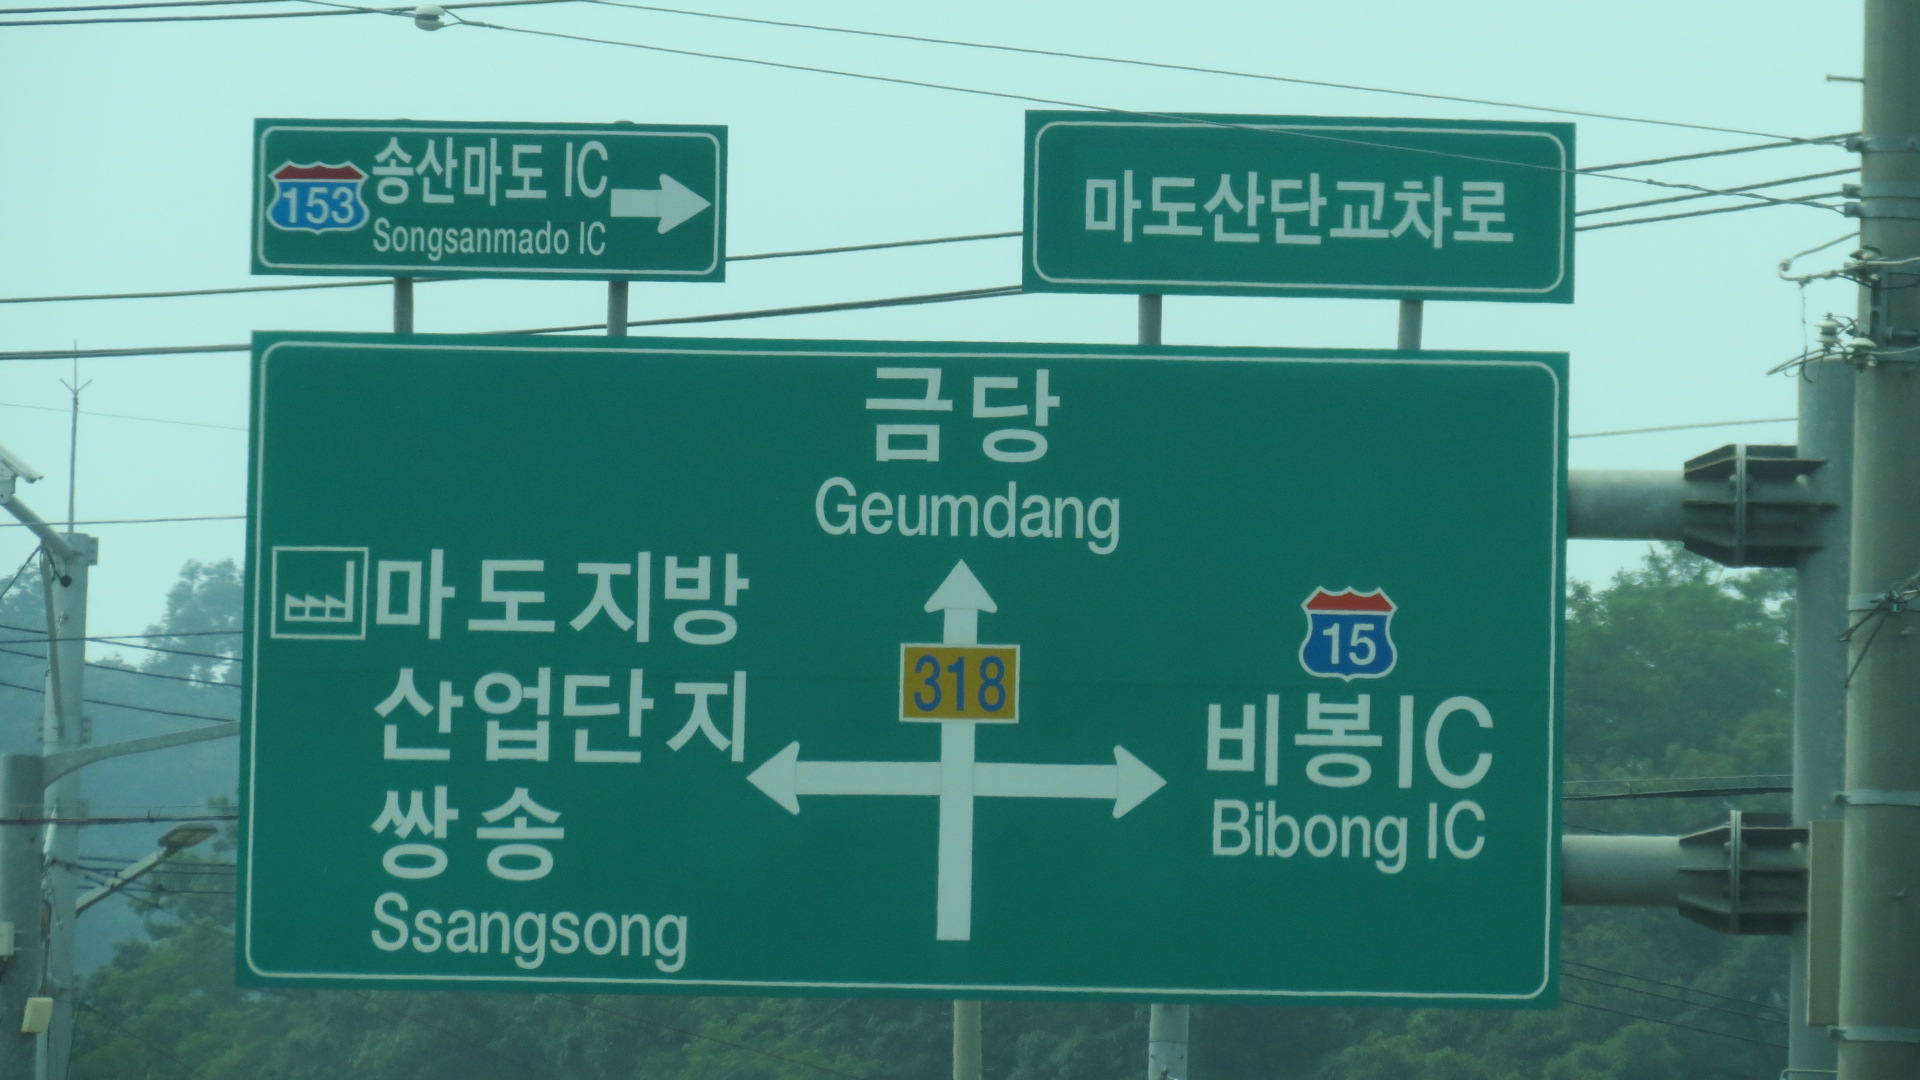 153 송산마도 IC
Songsanmado IC
마도산단교차로
금당
Geumdang
마도지방
산업단지
쌍송
Ssangsong
318
15
비봉IC
Bibong IC